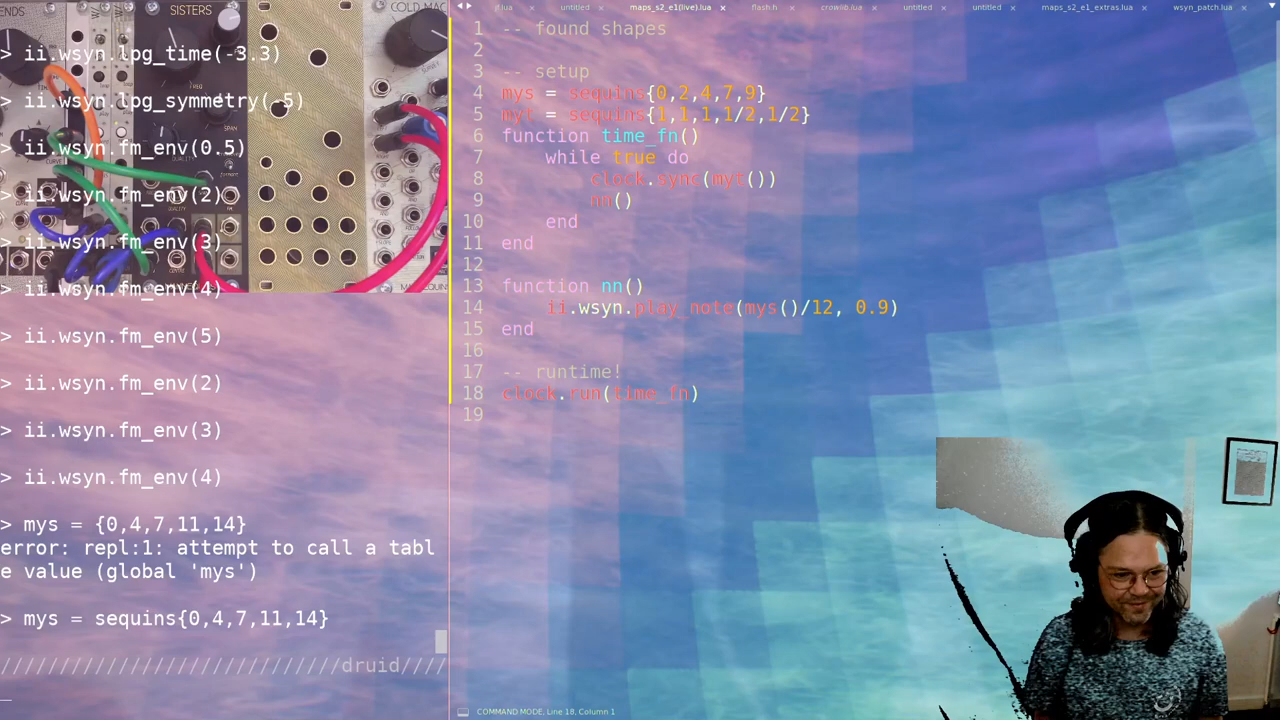 SISTERS
COLD MAC
> ii.wsyn.lpg_time(-3.3)
> ii.wsyn.lpg_symmetry(-5)
> ii.wsyn.fm_env(0.5)
> ii.wsyn.fm_env(2)
> ii.wsyn.fm_env(3)
> ii.wsyn.fm_env(4)
> ii.wsyn.fm_env(5)
> ii.wsyn.fm_env(2)
> ii.wsyn.fm_env(3)
> ii.wsyn.fm_env(4)
> mys = {0,4,7,11,14}
error: repl:1: attempt to call a tabl
e value (global 'mys')
> mys = sequins{0,4,7,11,14}
///////////////////////////druid////
untitled maps_s2_e1(live).lua flash.h crowlib.lua untitled untitled maps_s2_e1_extras.lua wsyn_patch.lua
1 -- found shapes
2
3 -- setup
4 mys = sequins{0,2,4,7,9}
5 myt = sequins{1,1,1,1/2,1/2}
6 function time_fn()
7 while true do
8 clock.sync(myt())
9 nn()
10 end
11 end
12
13 function nn()
14 ii.wsyn.play_note(mys()/12, 0.9)
15 end
16
17 -- runtime!
18 clock.run(time_fn)
19
COMMAND MODE, Line 18, Column 1